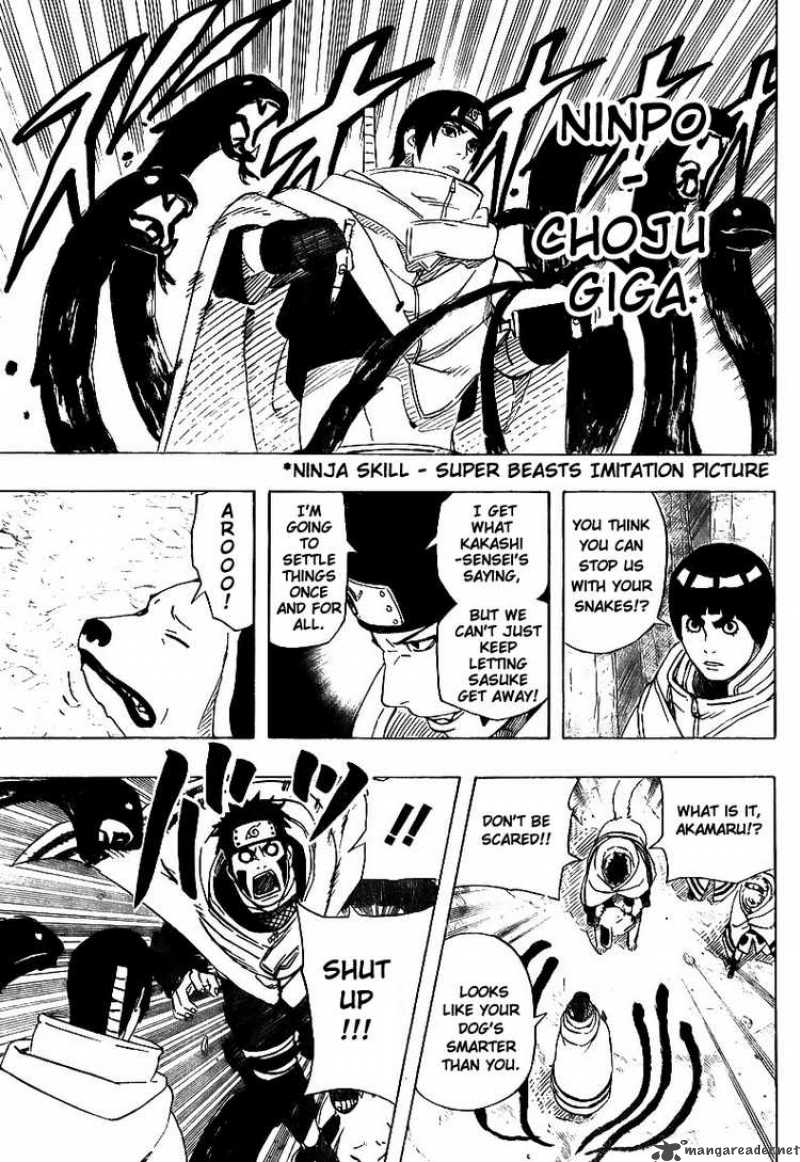 NINPO
-
CHOJU
GIGA.
*NINJA SKILL - SUPER BEASTS IMITATION PICTURE
YOU THINK
YOU CAN
STOP US
WITH YOUR
SNAKES!?
I GET
WHAT
KAKASHI
-SENSEI'S
SAYING,
BUT WE
CAN'T JUST
KEEP
LETTING
SASUKE
GET AWAY!
I'M
GOING
TO
SETTLE
THINGS
ONCE
AND FOR
ALL.
AROOO!
WHAT IS IT,
AKAMARU!?
DON'T BE
SCARED!!
LOOKS
LIKE YOUR
DOG'S
SMARTER
THAN YOU.
!!
SHUT
UP
!!!
mangareader.net